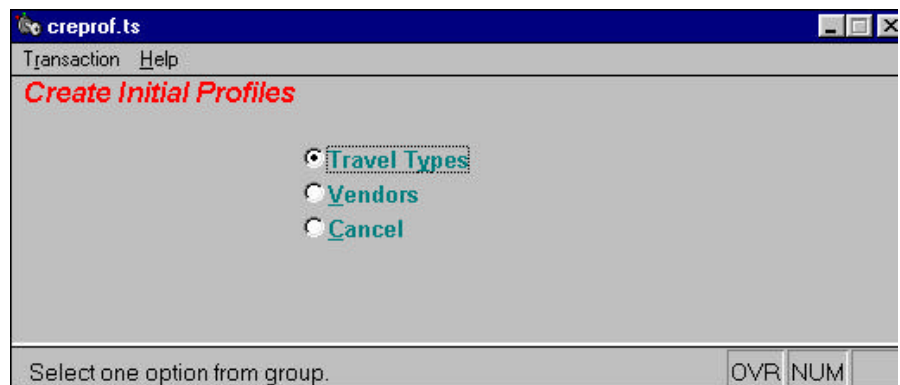 creprof.ts
Transaction Help
Create Initial Profiles
Travel Types
Vendors
Cancel
Select one option from group.
OVR NUM